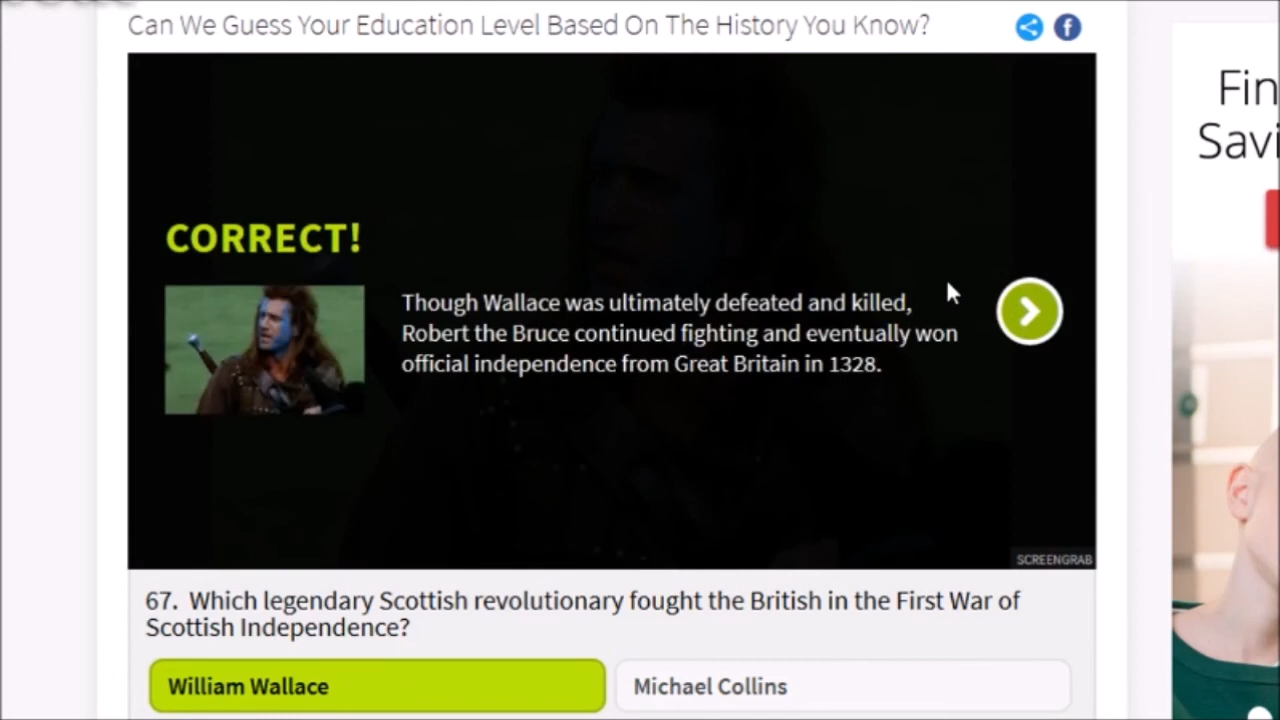 Can We Guess Your Education Level Based On The History You Know?
Fin
Savi
CORRECT!
Though Wallace was ultimately defeated and killed,
Robert the Bruce continued fighting and eventually won
official independence from Great Britain in 1328.
SCREENGRAB
67. Which legendary Scottish revolutionary fought the British in the First War of
Scottish Independence?
William Wallace
Michael Collins